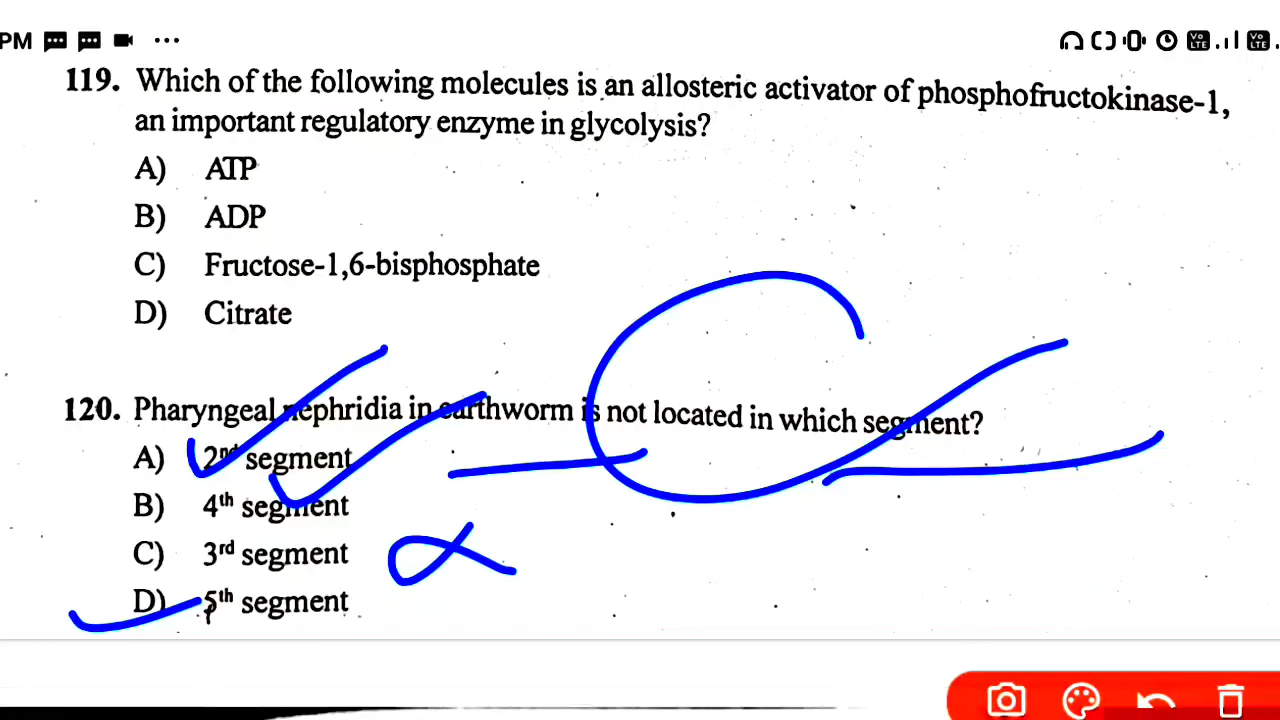 PM
119. Which of the following molecules is an allosteric activator of phosphofructokinase-1,
an important regulatory enzyme in glycolysis?
A) ATP
B) ADP
C) Fructose-1,6-bisphosphate
D) Citrate
120. Pharyngeal nephridia in earthworm is not located in which segment?
A) 2nd segment
B) 4th segment
C) 3rd segment
D) 5th segment